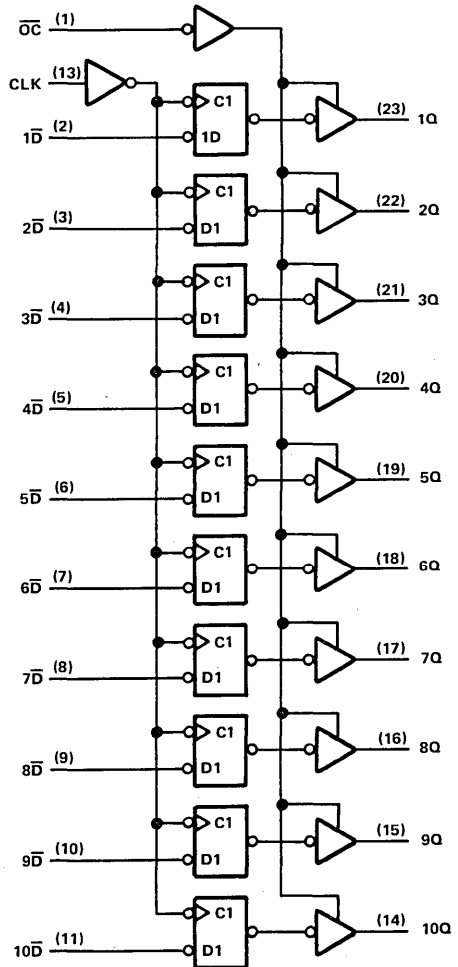 O̅C̅ (1)
CLK (13)
C1
1D̅ (2) 1D (23) 1Q
C1
2D̅ (3) D1 (22) 2Q
C1
3D̅ (4) D1 (21) 3Q
C1
4D̅ (5) D1 (20) 4Q
C1
5D̅ (6) D1 (19) 5Q
C1
6D̅ (7) D1 (18) 6Q
C1
7D̅ (8) D1 (17) 7Q
C1
8D̅ (9) D1 (16) 8Q
C1
9D̅ (10) D1 (15) 9Q
C1
10D̅ (11) D1 (14) 10Q